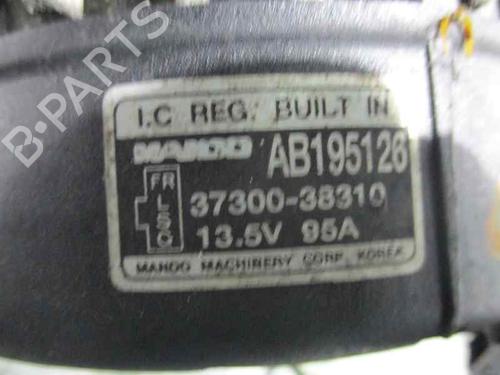 I.C REG. BUILT IN
MANDO AB195126
FR
L S C
37300-38310
13.5V 95A
MANDO MACHINERY CORP. KOREA
B-PARTS